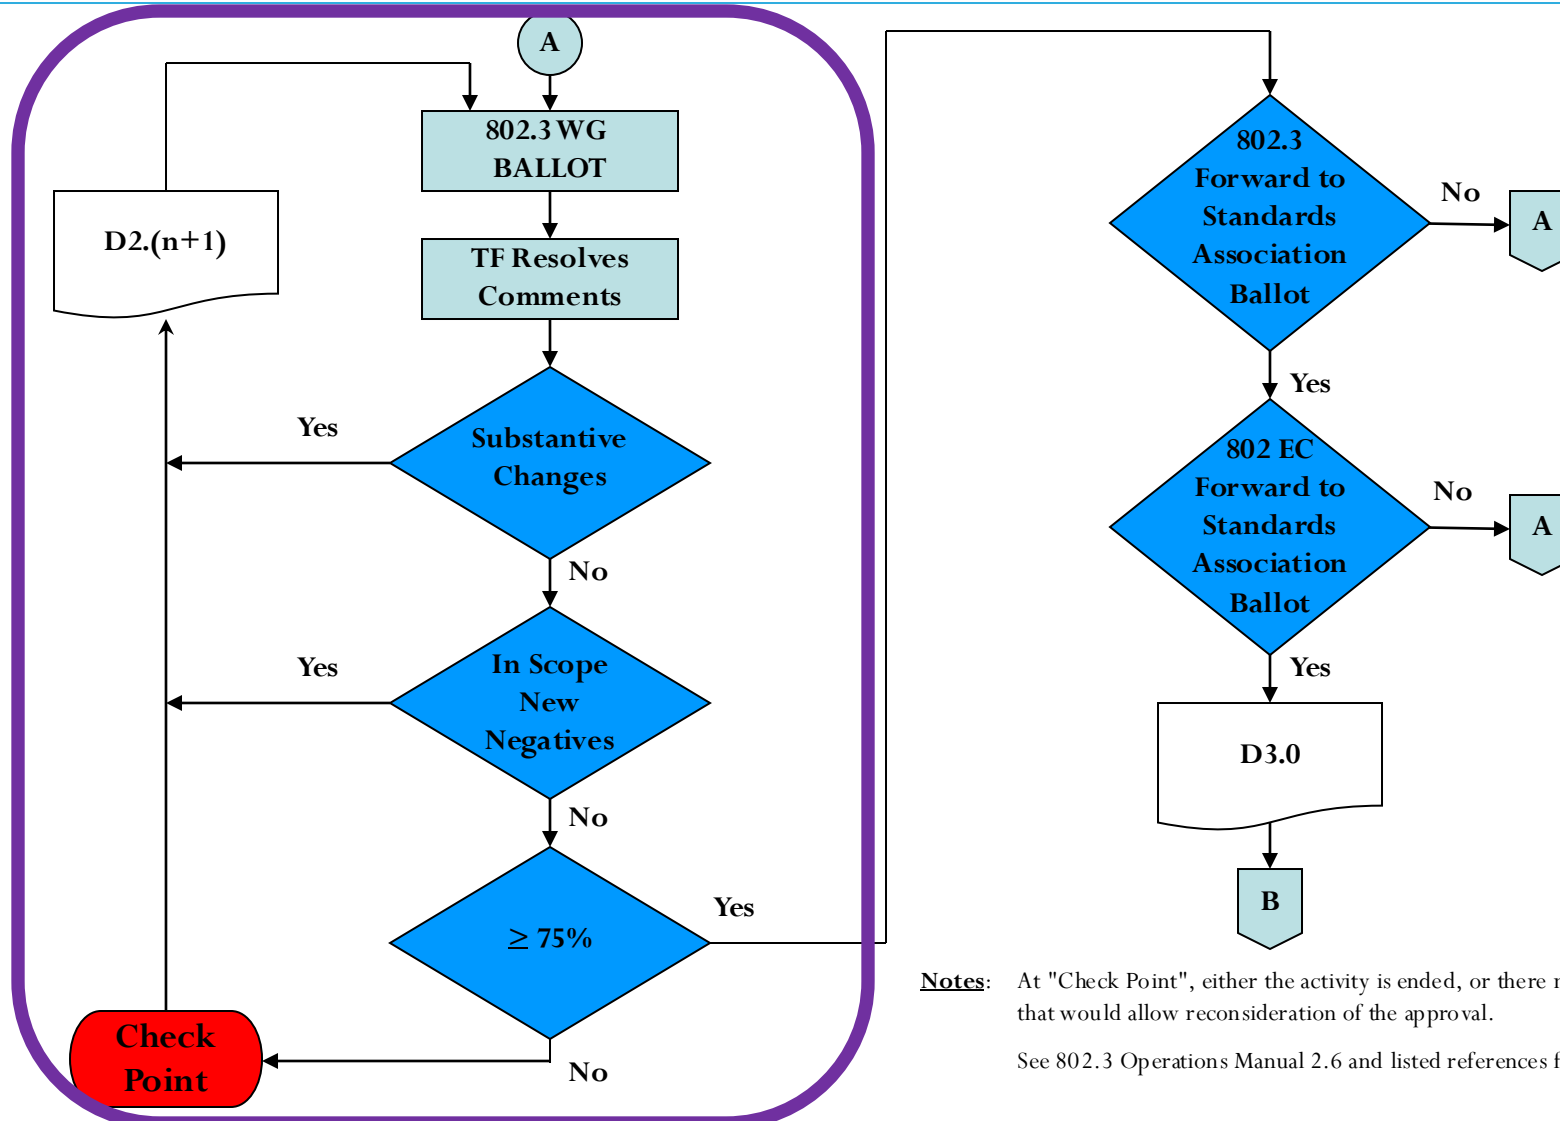 A
802.3 WG
BALLOT
D2.(n+1)
TF Resolves
Comments
Yes
Substantive
Changes
No
Yes
In Scope
New
Negatives
No
≥ 75%
Yes
Check
Point
No
802.3
Forward to
Standards
Association
Ballot
No
A
Yes
802 EC
Forward to
Standards
Association
Ballot
No
A
Yes
D3.0
B
Notes: At "Check Point", either the activity is ended, or there
that would allow reconsideration of the approval.
See 802.3 Operations Manual 2.6 and listed references